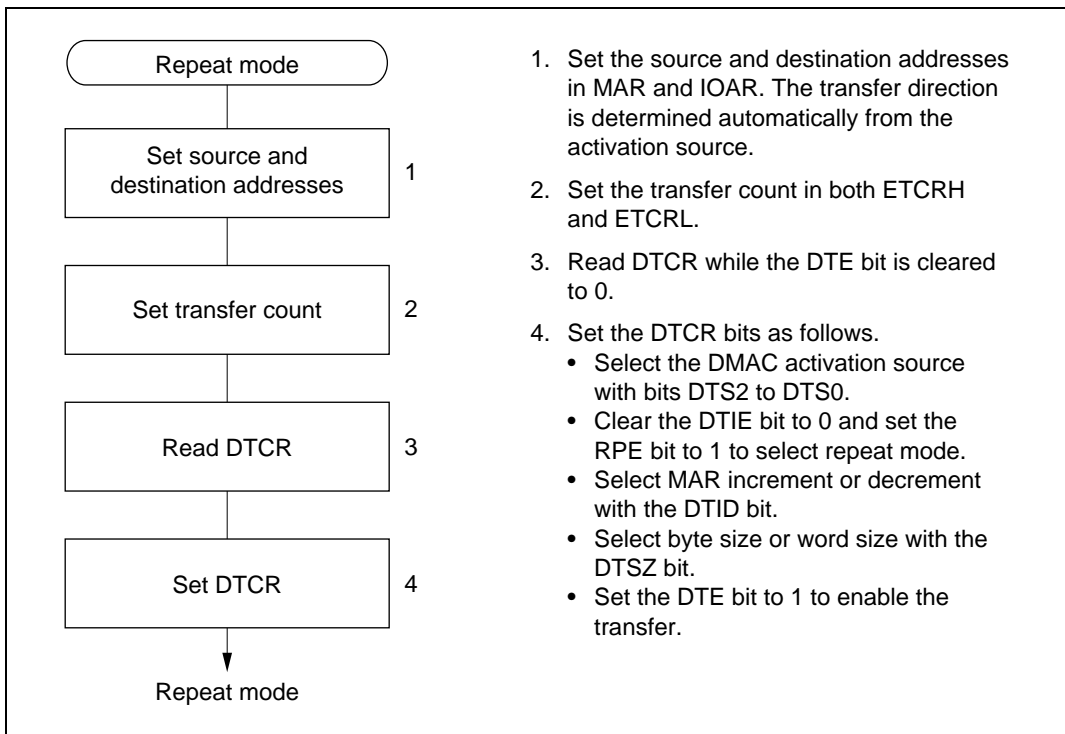 Repeat mode
Set source and
destination addresses
1
Set transfer count
2
Read DTCR
3
Set DTCR
4
Repeat mode
1. Set the source and destination addresses
in MAR and IOAR. The transfer direction
is determined automatically from the
activation source.
2. Set the transfer count in both ETCRH
and ETCRL.
3. Read DTCR while the DTE bit is cleared
to 0.
4. Set the DTCR bits as follows.
• Select the DMAC activation source
with bits DTS2 to DTS0.
• Clear the DTIE bit to 0 and set the
RPE bit to 1 to select repeat mode.
• Select MAR increment or decrement
with the DTID bit.
• Select byte size or word size with the
DTSZ bit.
• Set the DTE bit to 1 to enable the
transfer.